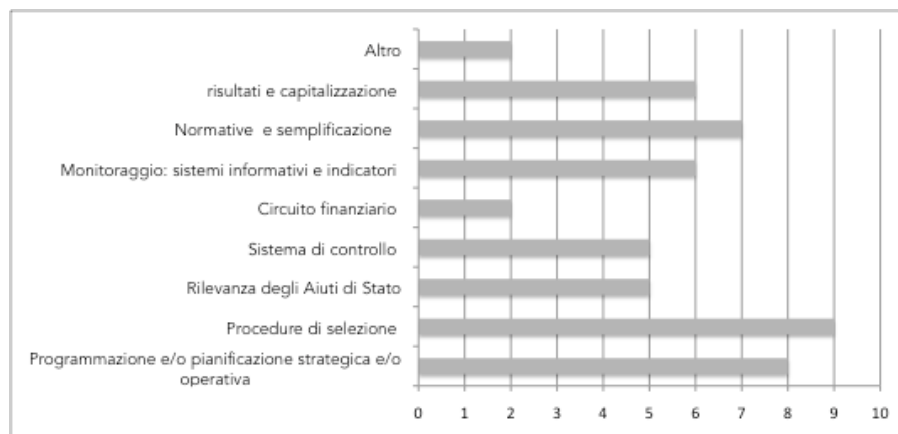 Altro
risultati e capitalizzazione
Normative e semplificazione
Monitoraggio: sistemi informativi e indicatori
Circuito finanziario
Sistema di controllo
Rilevanza degli Aiuti di Stato
Procedure di selezione
Programmazione e/o pianificazione strategica e/o
operativa
0 1 2 3 4 5 6 7 8 9 10